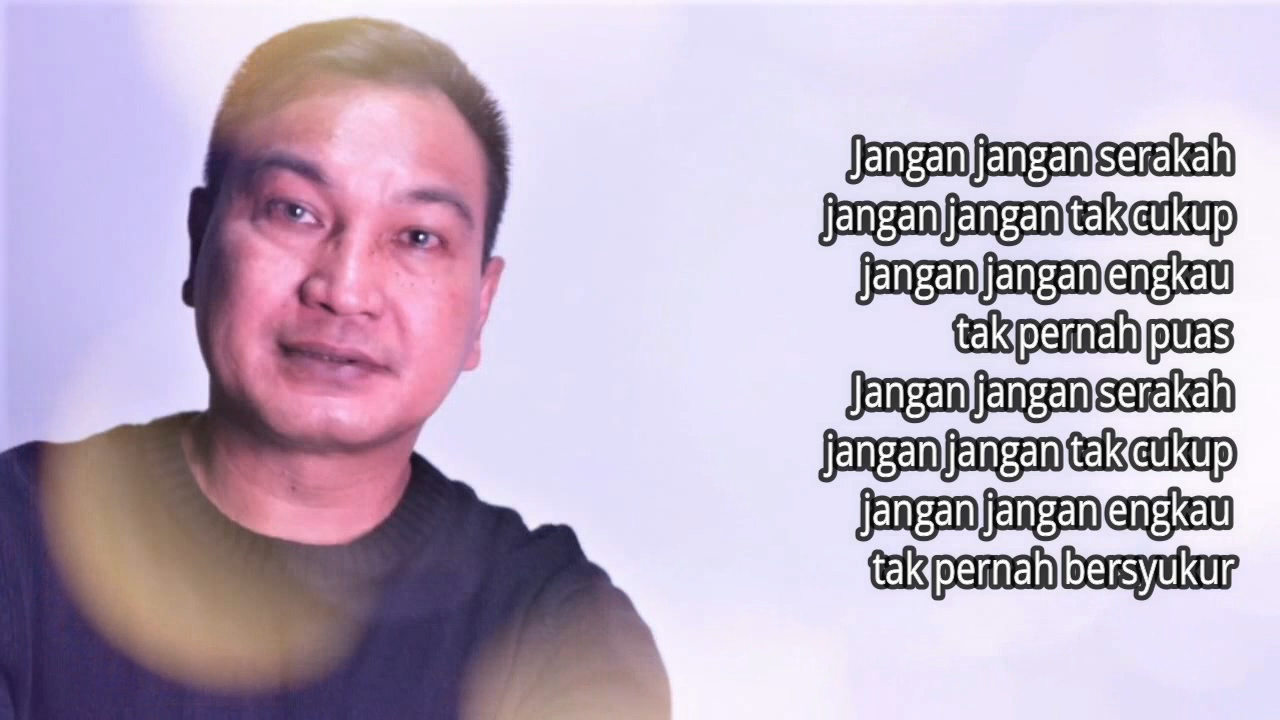 Jangan jangan serakah
jangan jangan tak cukup
jangan jangan engkau
tak pernah puas
Jangan jangan serakah
jangan jangan tak cukup
jangan jangan engkau
tak pernah bersyukur